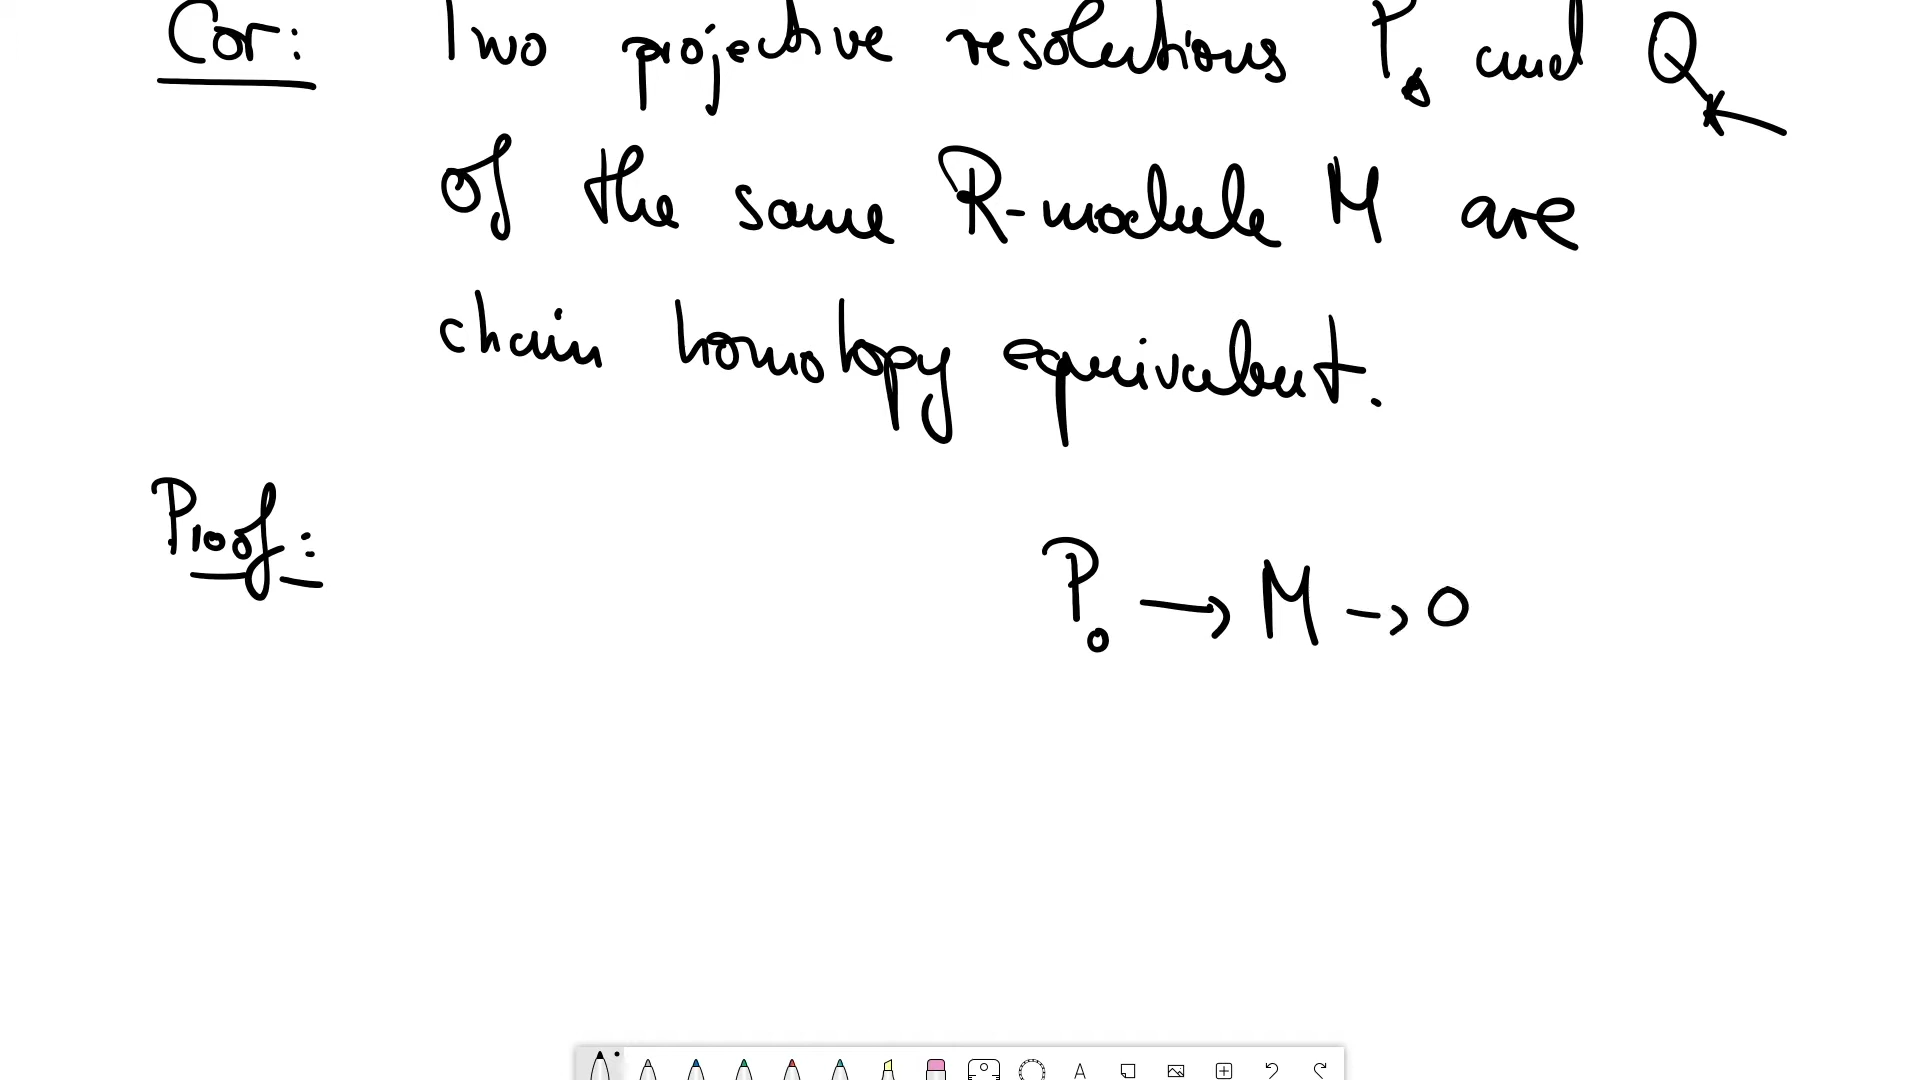 Cor: Two projective resolutions P. and Q
of the same R-module M are
chain homotopy equivalent.
Proof:
P₀ → M → 0